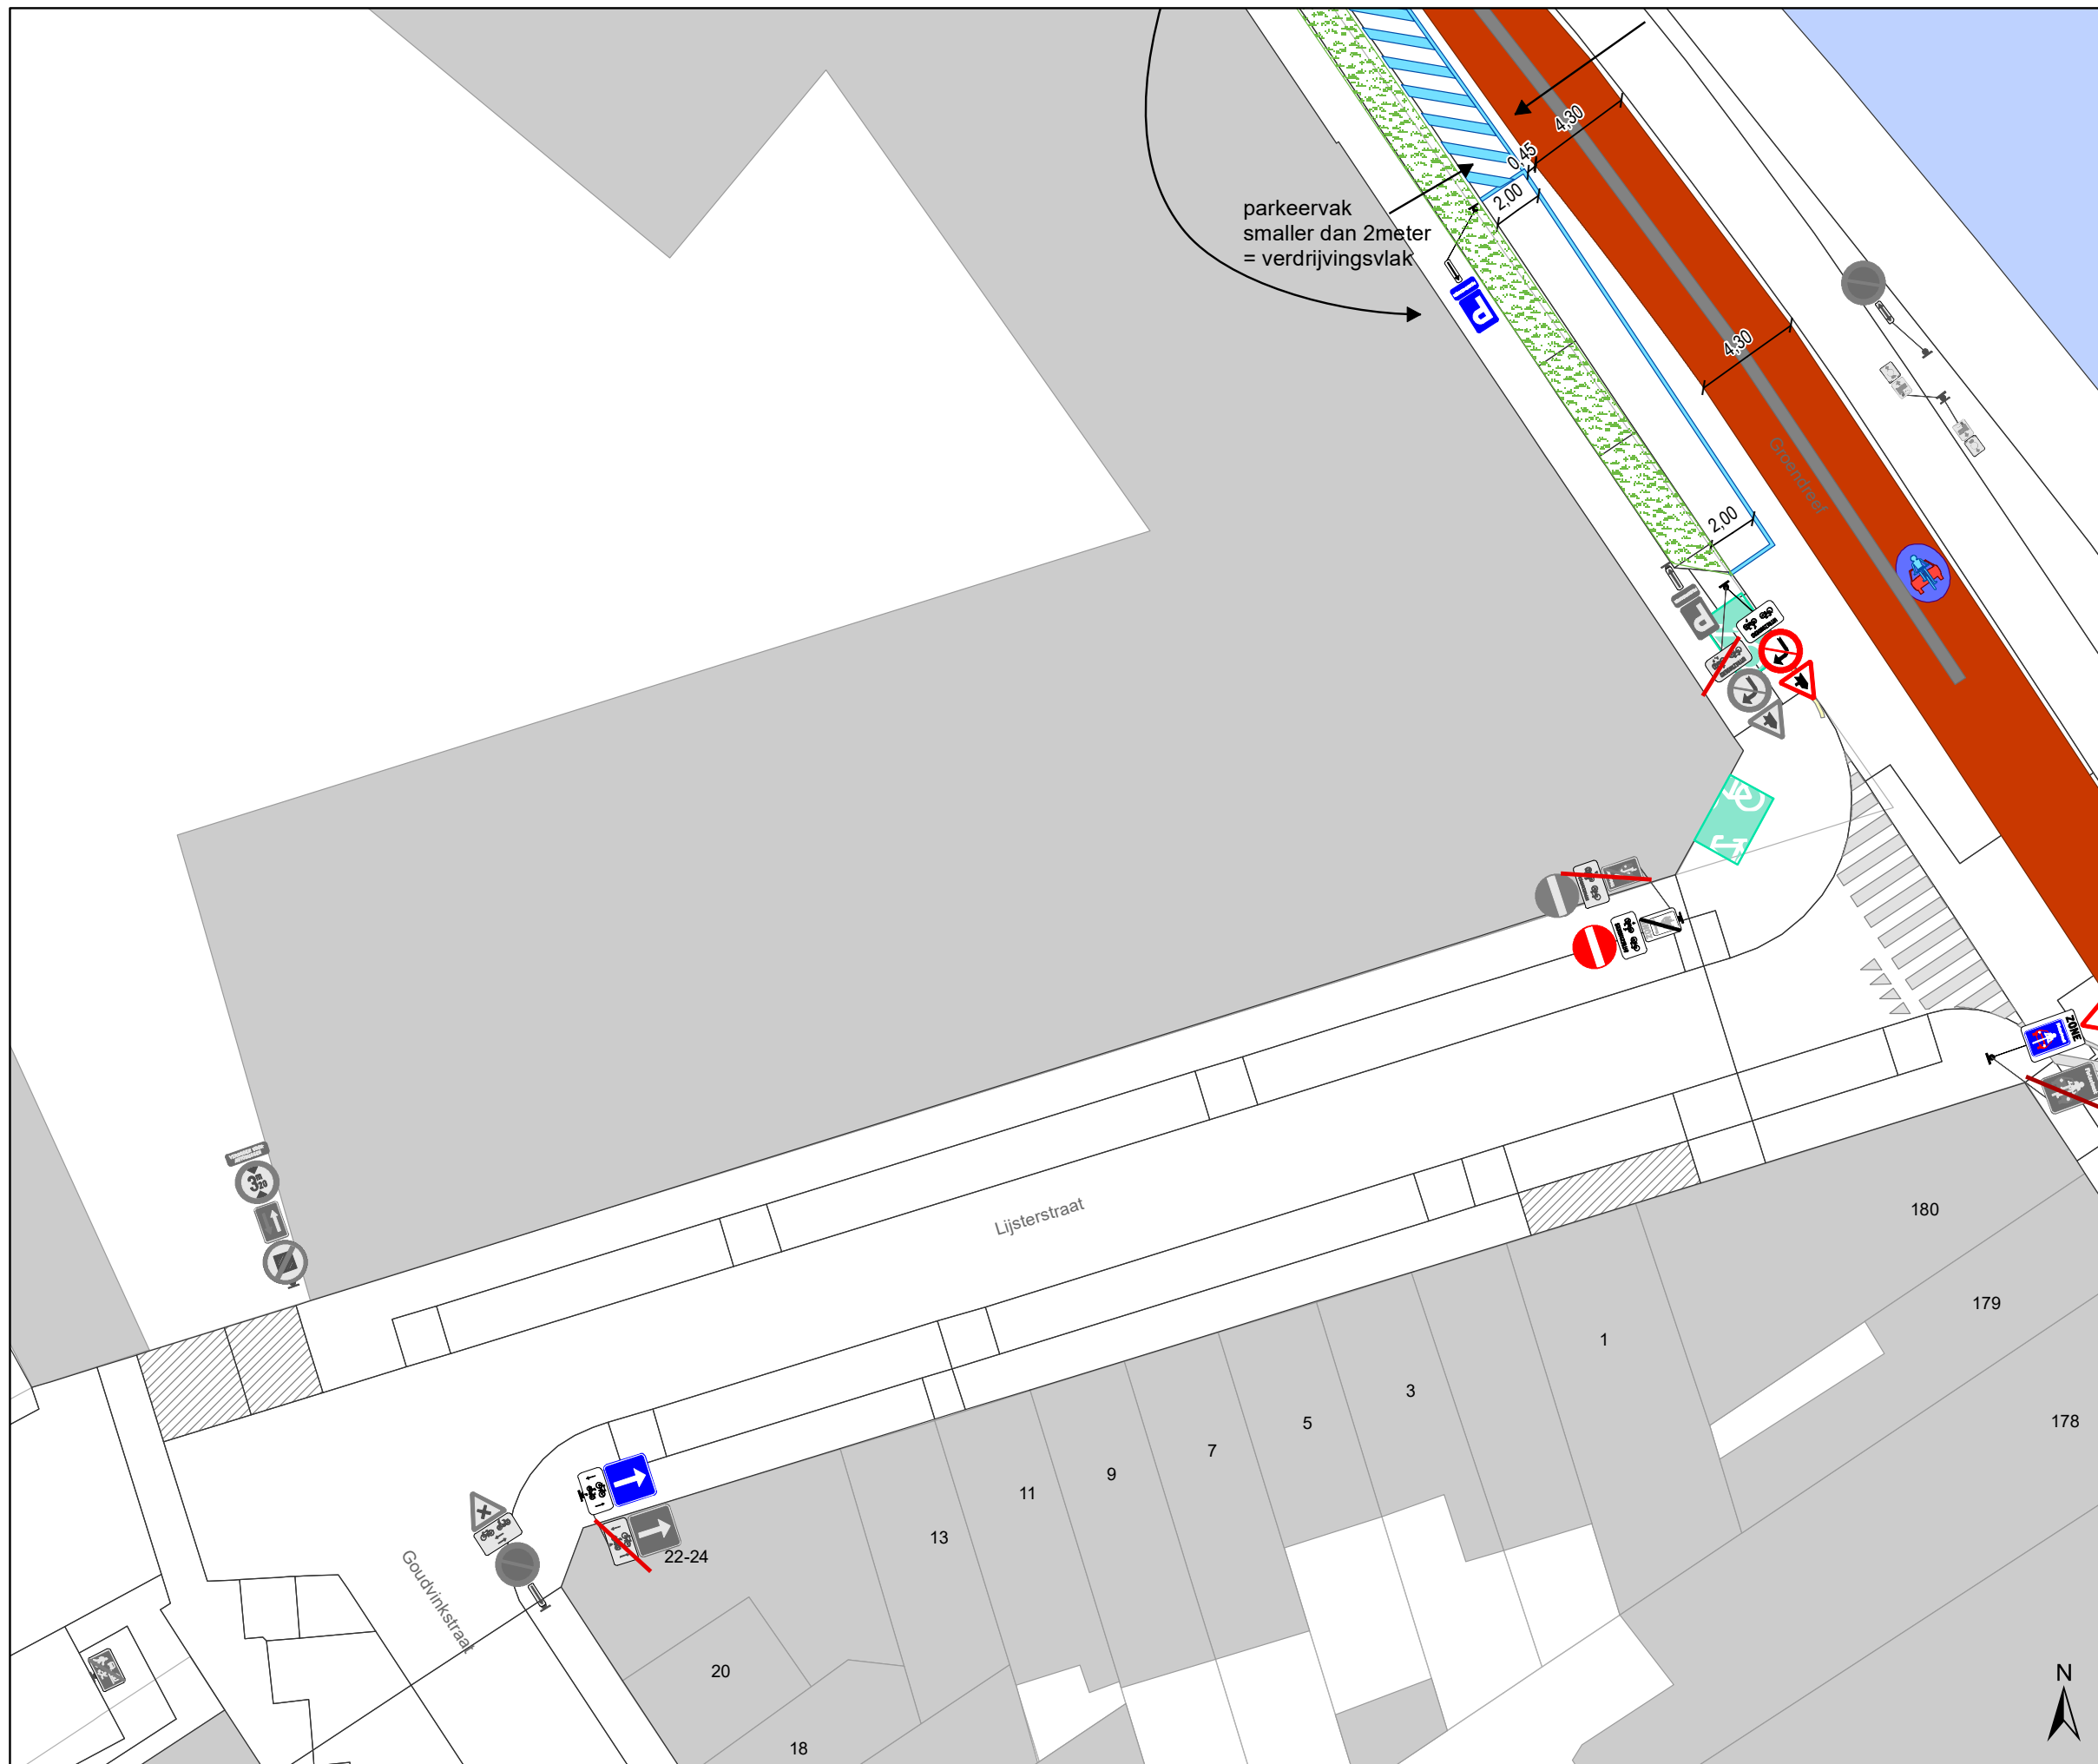 4,30
0,45
2,00
parkeervak
smaller dan 2meter
= verdrijvingsvlak
P
4,30
Groendreef
2,00
P
ZONE
3m20
Lijsterstraat
180
179
1
178
3
5
7
9
11
13
22-24
Goudvinkstraat
20
18
N